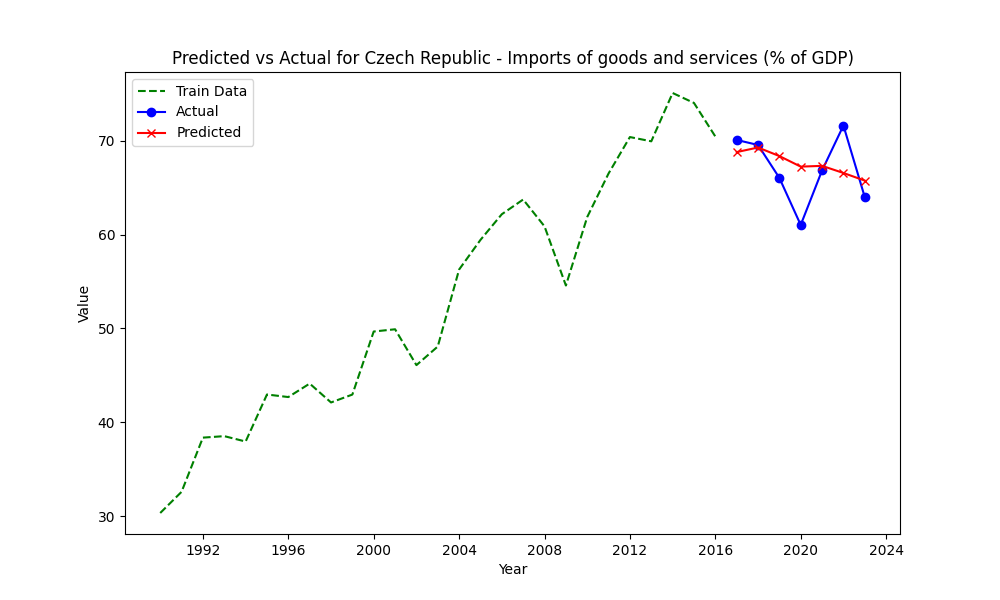 Predicted vs Actual for Czech Republic - Imports of goods and services (% of GDP)
Train Data
Actual
Predicted
70
60
50
40
30
Value
1992 1996 2000 2004 2008 2012 2016 2020 2024
Year